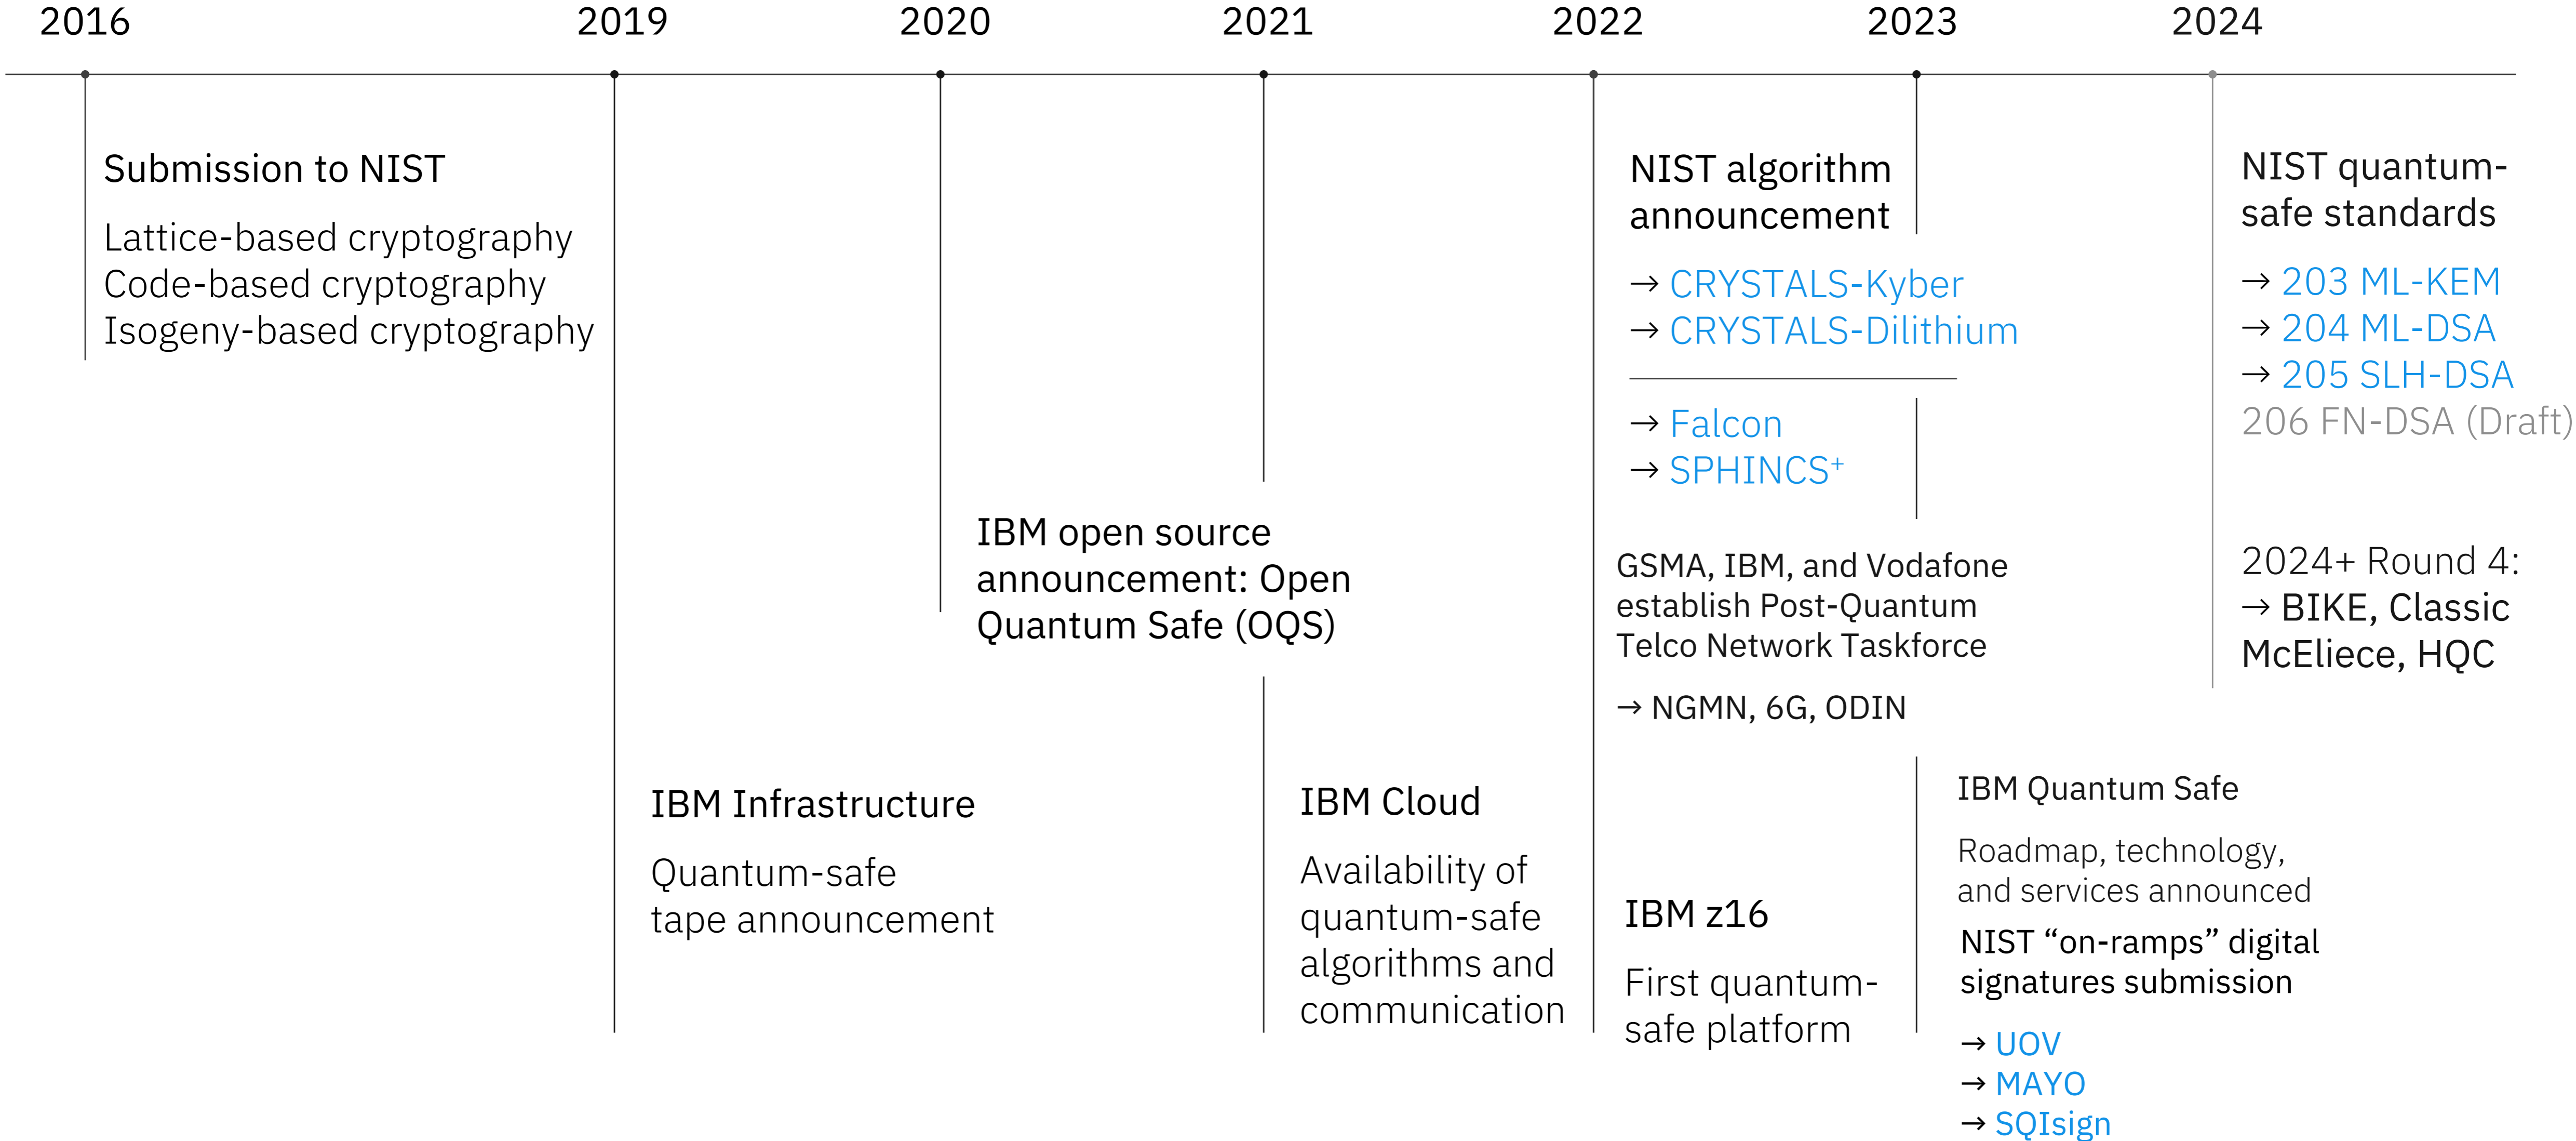 2016
2019
2020
2021
2022
2023
2024
Submission to NIST
Lattice-based cryptography
Code-based cryptography
Isogeny-based cryptography
IBM Infrastructure
Quantum-safe
tape announcement
IBM open source
announcement: Open
Quantum Safe (OQS)
IBM Cloud
Availability of
quantum-safe
algorithms and
communication
NIST algorithm
announcement
→ CRYSTALS-Kyber
→ CRYSTALS-Dilithium
→ Falcon
→ SPHINCS⁺
GSMA, IBM, and Vodafone
establish Post-Quantum
Telco Network Taskforce
→ NGMN, 6G, ODIN
IBM z16
First quantum-
safe platform
IBM Quantum Safe
Roadmap, technology,
and services announced
NIST “on-ramps” digital
signatures submission
→ UOV
→ MAYO
→ SQIsign
NIST quantum-
safe standards
→ 203 ML-KEM
→ 204 ML-DSA
→ 205 SLH-DSA
206 FN-DSA (Draft)
2024+ Round 4:
→ BIKE, Classic
McEliece, HQC